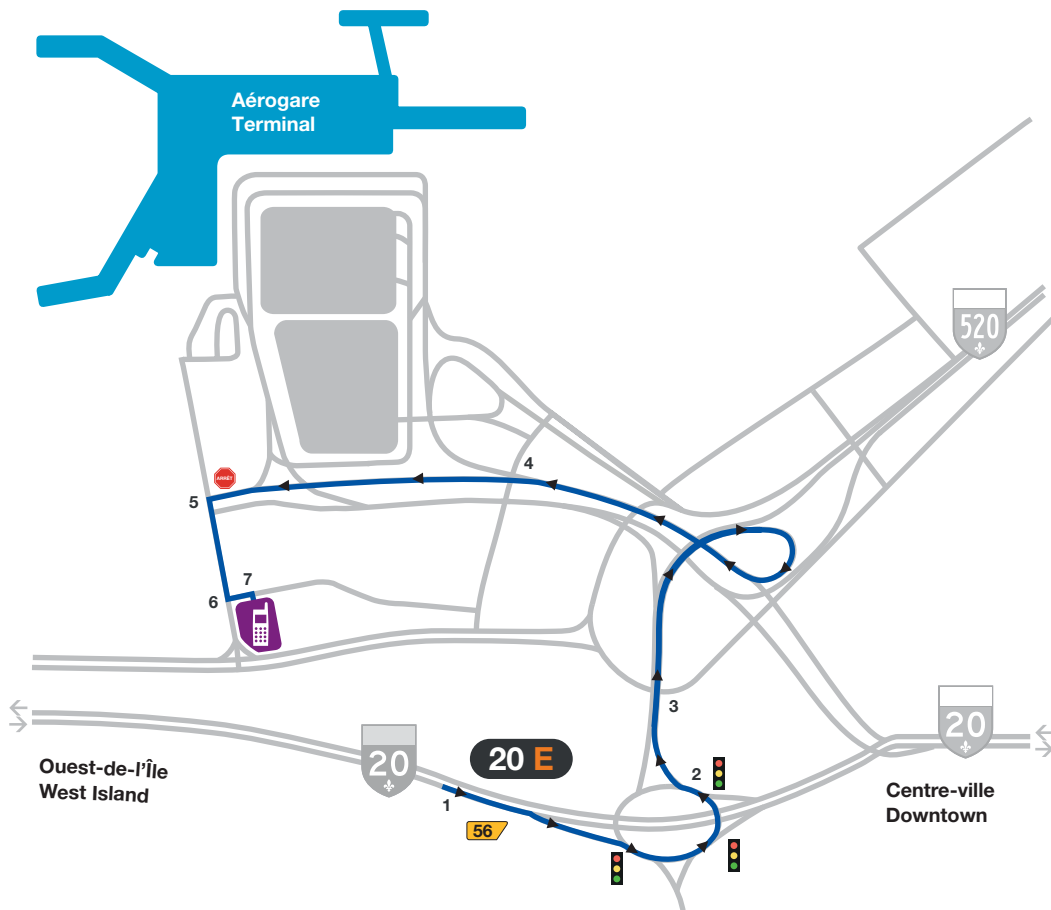 Aérogare
Terminal
520
ARRÊT
4
5
7
6
3
20
20 E
20
Ouest-de-l'Île
West Island
2
1
56
Centre-ville
Downtown